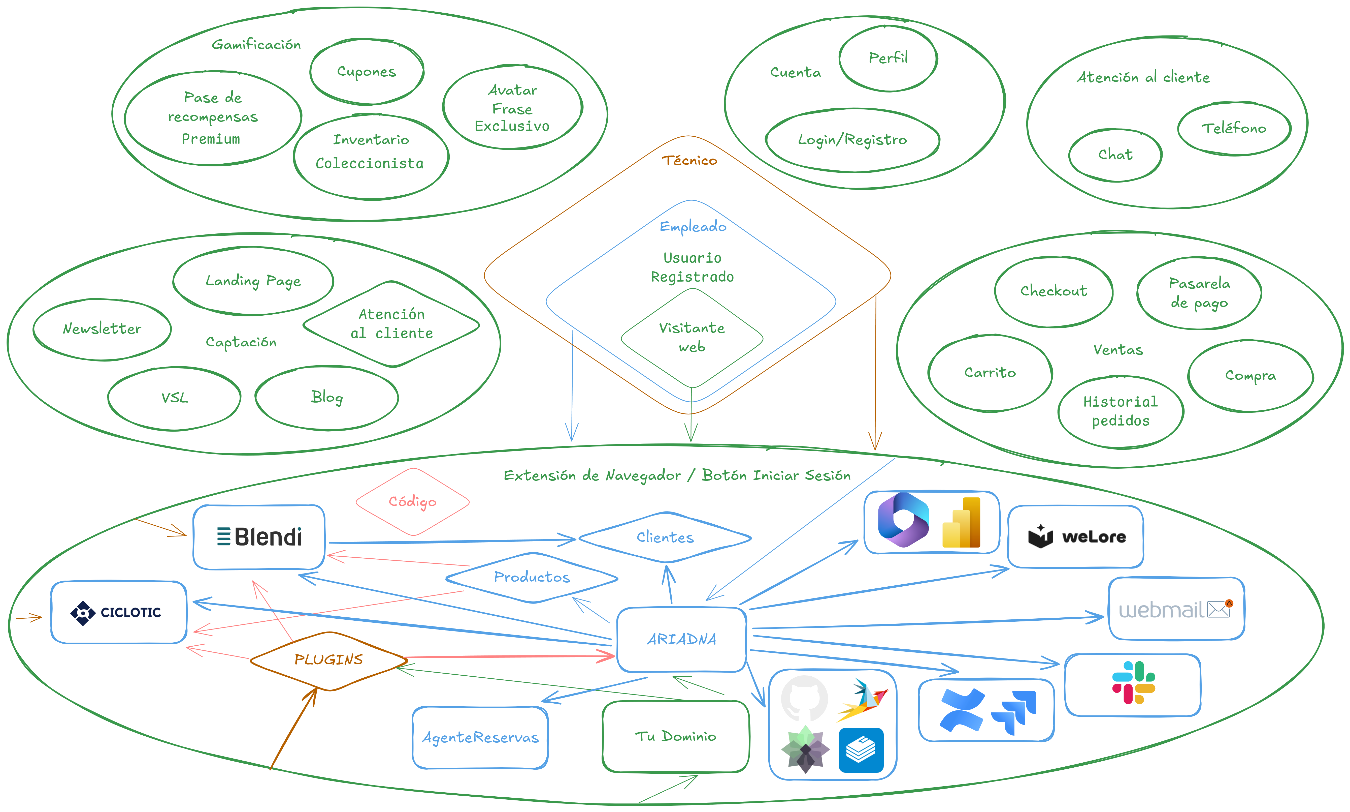 Gamificación
Cupones
Pase de
recompensas
Premium
Avatar
Frase
Exclusivo
Inventario
Coleccionista
Cuenta
Perfil
Login/Registro
Atención al cliente
Teléfono
Chat
Técnico
Empleado
Usuario
Registrado
Visitante
web
Landing Page
Newsletter
Captación
Atención
al cliente
VSL
Blog
Checkout
Pasarela
de pago
Carrito
Ventas
Compra
Historial
pedidos
Extensión de Navegador / Botón Iniciar Sesión
Código
Blendi
Clientes
weLore
Productos
CICLOTIC
webmail
ARIADNA
PLUGINS
AgenteReservas
Tu Dominio